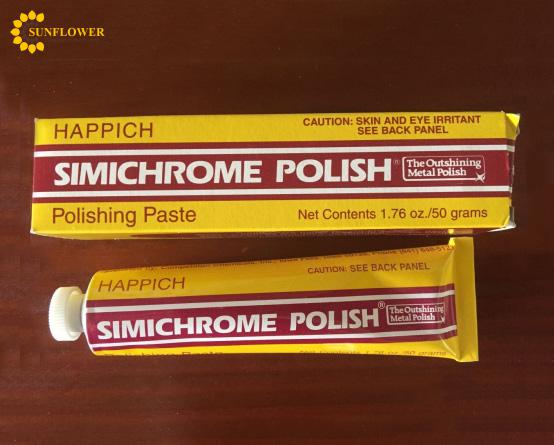 SUNFLOWER
HAPPICH
CAUTION: SKIN AND EYE IRRITANT
SEE BACK PANEL
SIMICHROME POLISH®
The Outshining
Metal Polish
Polishing Paste
Net Contents 1.76 oz./50 grams
HAPPICH
CAUTION: SEE BACK PANEL
SIMICHROME POLISH®
The Outshining
Metal Polish